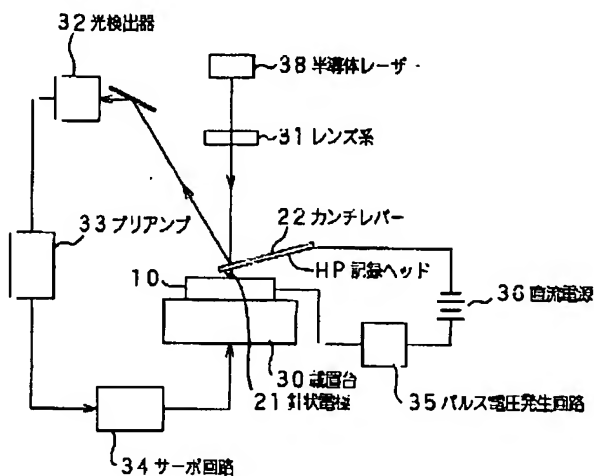 32光検出器
38半導体レーザ
31レンズ系
22カンチレバー
HP記録ヘッド
33プリアンプ
10
36直流電源
30載置台
21針状電極
35パルス電圧発生回路
34サーボ回路